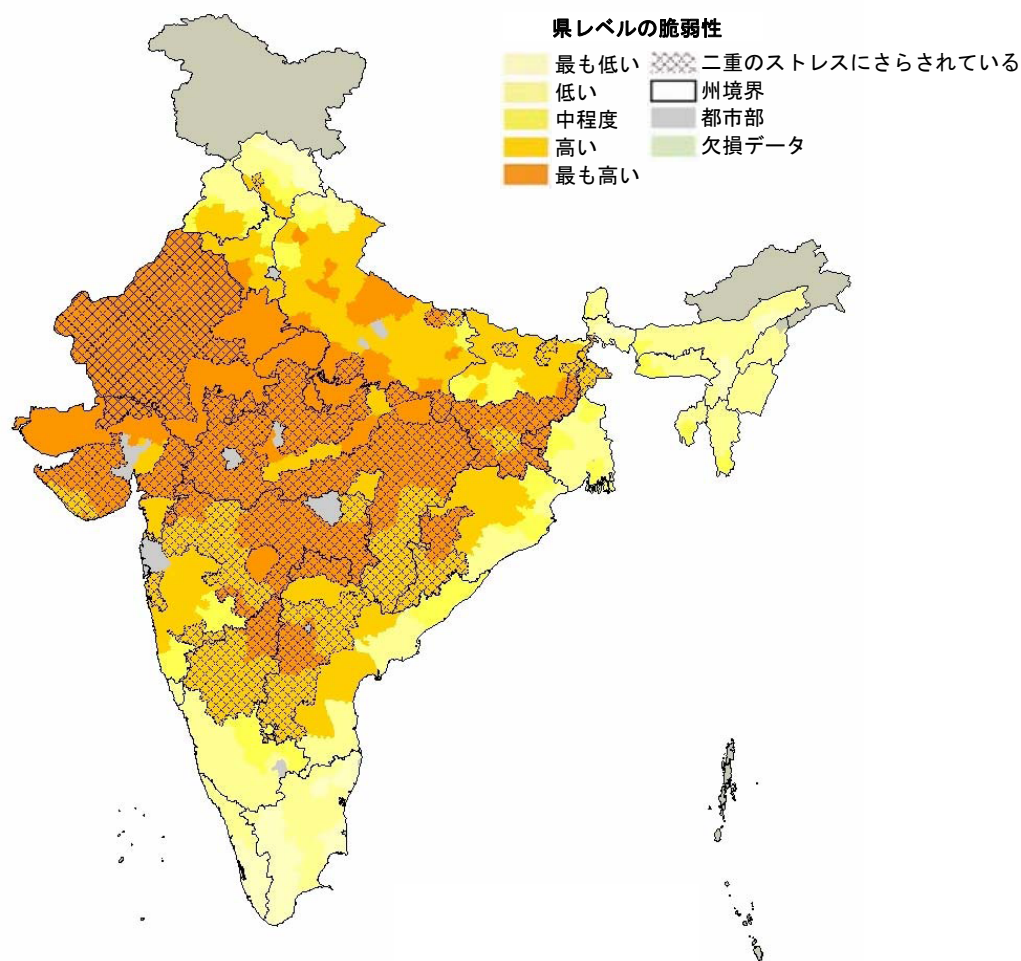 県レベルの脆弱性
最も低い
低い
中程度
高い
最も高い
二重のストレスにさらされている
州境界
都市部
欠損データ